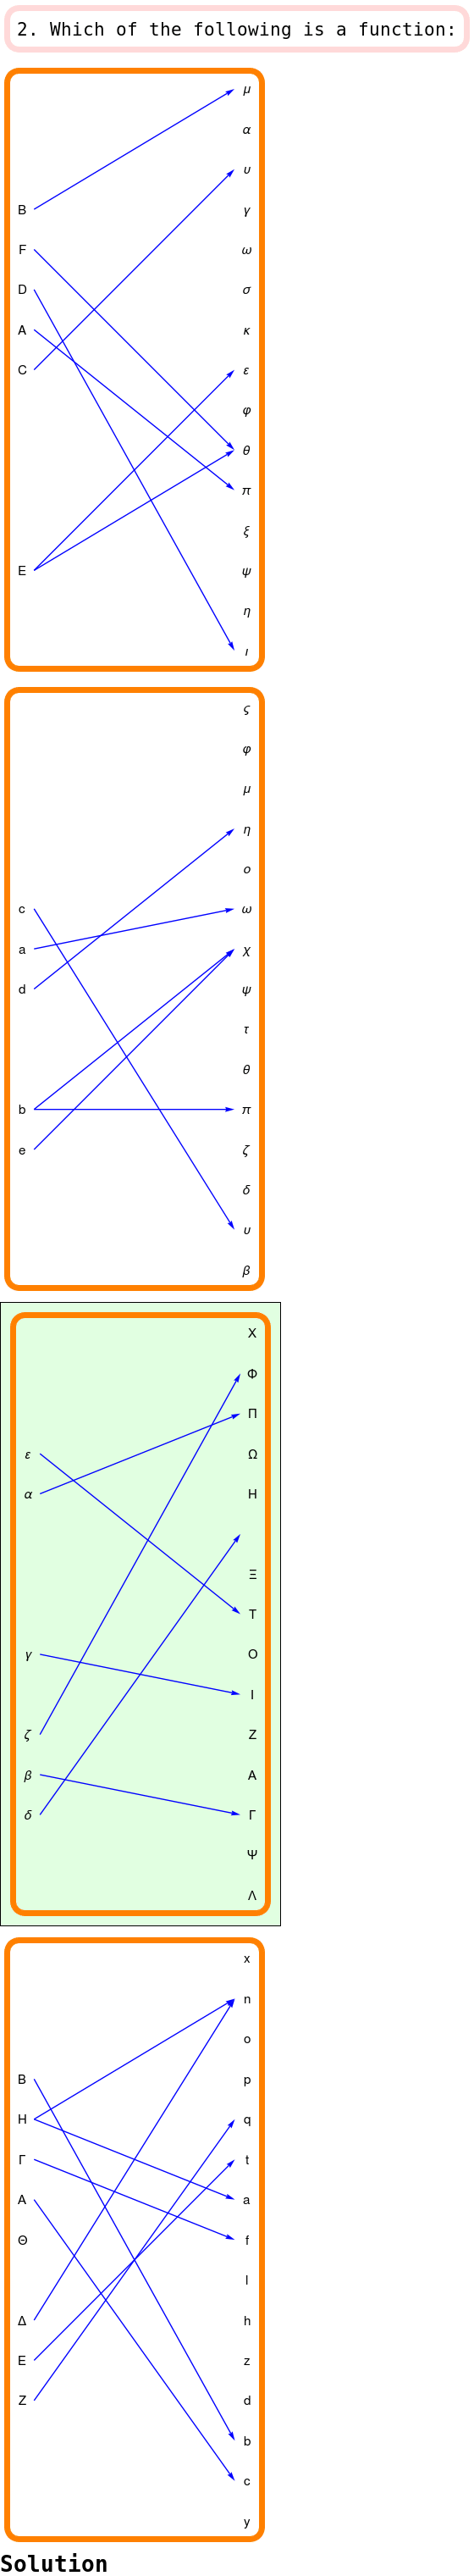 2. Which of the following is a function:
μ
α
υ
B γ
F ω
D σ
A κ
C ε
φ
θ
π
ξ
E ψ
η
ι
ς
φ
μ
η
ο
c ω
a χ
d ψ
τ
θ
b π
e ζ
δ
υ
β
Χ
Φ
Π
ε Ω
α Η
Ξ
Τ
γ Ο
Ι
ζ Ζ
β Α
δ Γ
Ψ
Λ
x
n
o
Β p
Η q
Γ t
Α a
Θ f
l
Δ h
Ε z
Ζ d
b
c
y
Solution